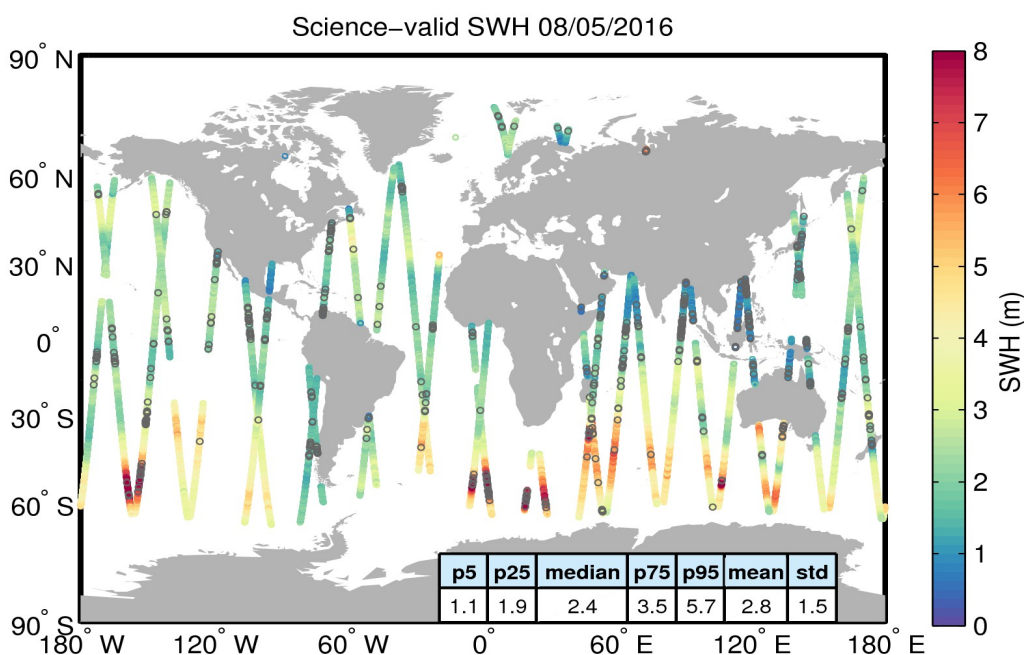 Science−valid SWH 08/05/2016
90° N
60° N
30° N
0°
30° S
60° S
90° S
180° W
120° W
60° W
0°
60° E
120° E
180° E
p5 p25 median p75 p95 mean std
1.1 1.9 2.4 3.5 5.7 2.8 1.5
8
7
6
5
4
3
2
1
0
SWH (m)